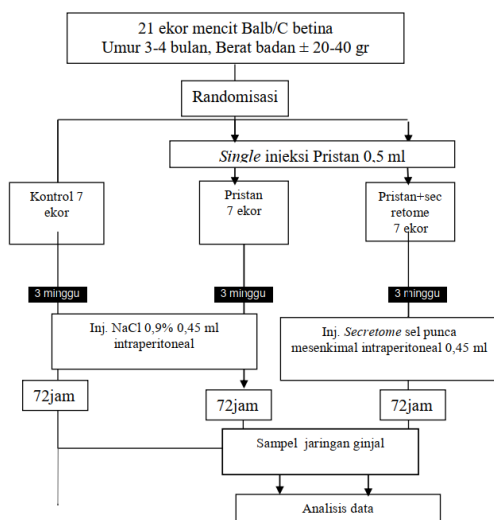 21 ekor mencit Balb/C betina
Umur 3-4 bulan, Berat badan ± 20-40 gr
Randomisasi
Single injeksi Pristan 0,5 ml
Kontrol 7
ekor
Pristan
7 ekor
Pristan+sec
retome
7 ekor
3 minggu
3 minggu
3 minggu
Inj. NaCl 0,9% 0,45 ml
intraperitoneal
Inj. Secretome sel punca
mesenkimal intraperitoneal 0,45 ml
72jam
72jam
72jam
Sampel jaringan ginjal
Analisis data